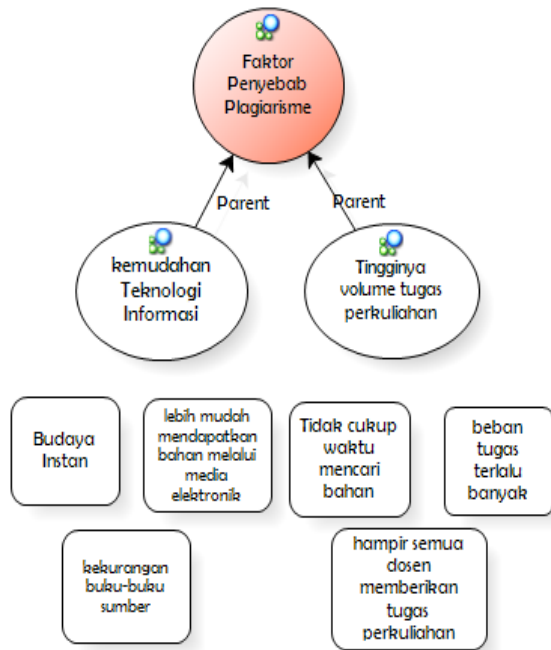 Faktor
Penyebab
Plagiarisme
Parent
Parent
kemudahan
Teknologi
Informasi
Tingginya
volume tugas
perkuliahan
Budaya
Instan
lebih mudah
mendapatkan
bahan melalui
media
elektronik
Tidak cukup
waktu
mencari
bahan
beban
tugas
terlalu
banyak
kekurangan
buku-buku
sumber
hampir semua
dosen
memberikan
tugas
perkuliahan